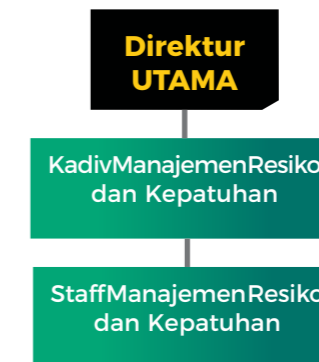 Direktur
UTAMA
KadivManajemenResiko
dan Kepatuhan
StaffManajemenResiko
dan Kepatuhan